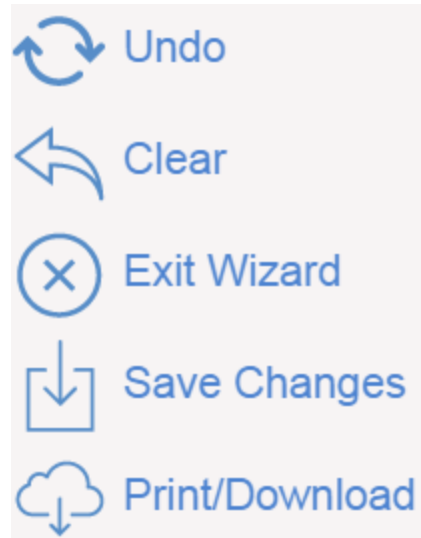 Undo
Clear
Exit Wizard
Save Changes
Print/Download